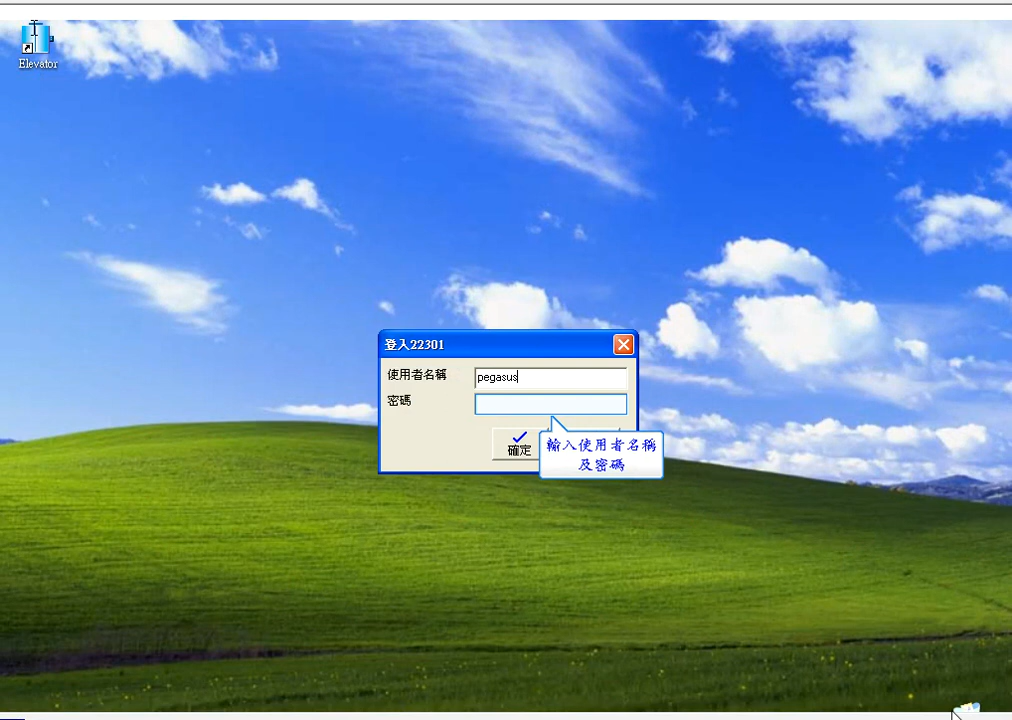 Elevator
登入22301
使用者名稱
pegasus
密碼
確定
輸入使用者名稱
及密碼